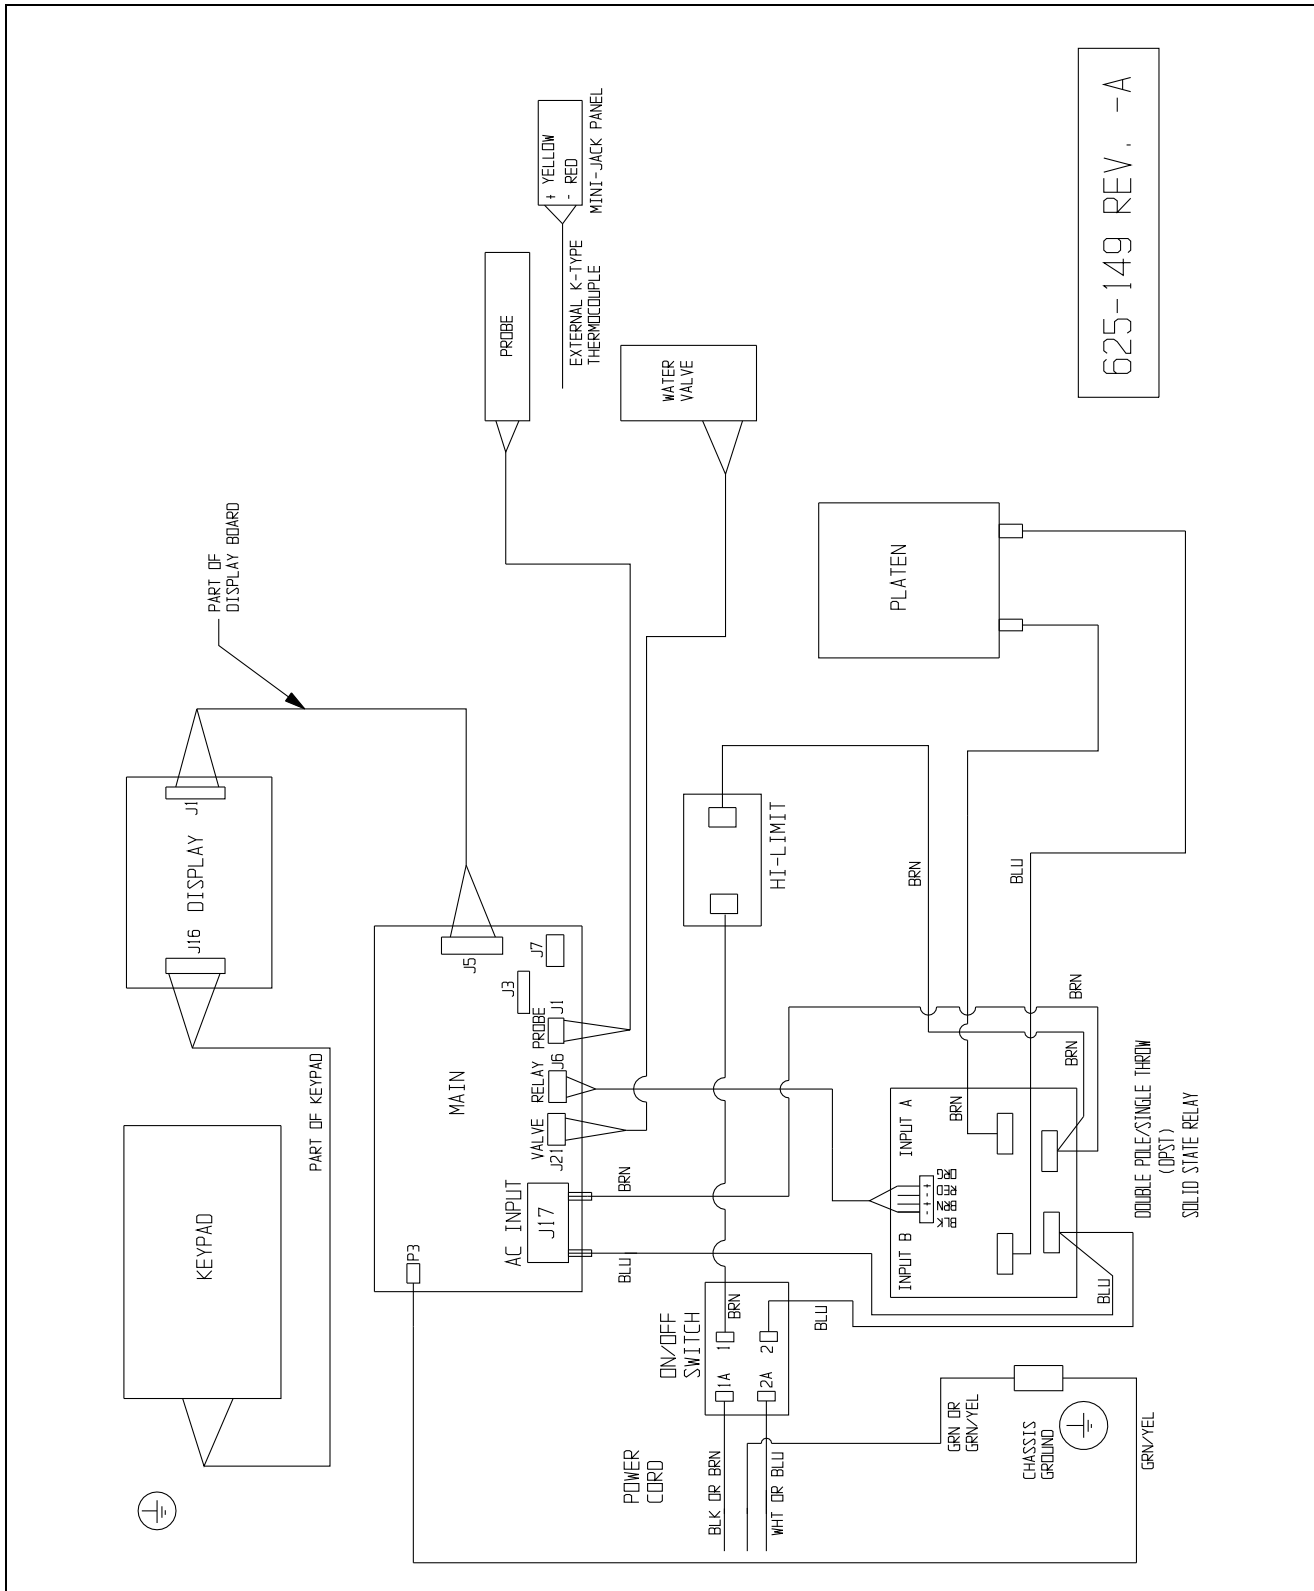 625-149 REV. -A
+ YELLOW
- RED
MINI-JACK PANEL
EXTERNAL K-TYPE
THERMOCOUPLE
PROBE
WATER
VALVE
PART OF
DISPLAY BOARD
PLATEN
J1
DISPLAY
J16
HI-LIMIT
BRN
BLU
J5
J7
J3
J1
PROBE
J6
RELAY
J21
VALVE
MAIN
PART OF KEYPAD
KEYPAD
AC INPUT
J17
P3
BRN
BLU
BRN
BRN
BRN
INPUT A
INPUT B
ORG
RED
BRN
BLK
+ - + -
BLU
DOUBLE POLE/SINGLE THROW
(DPST)
SOLID STATE RELAY
ON/OFF
SWITCH
BRN
BLU
1
2
1A
2A
POWER
CORD
BLK OR BRN
WHT OR BLU
GRN OR
GRN/YEL
CHASSIS
GROUND
GRN/YEL